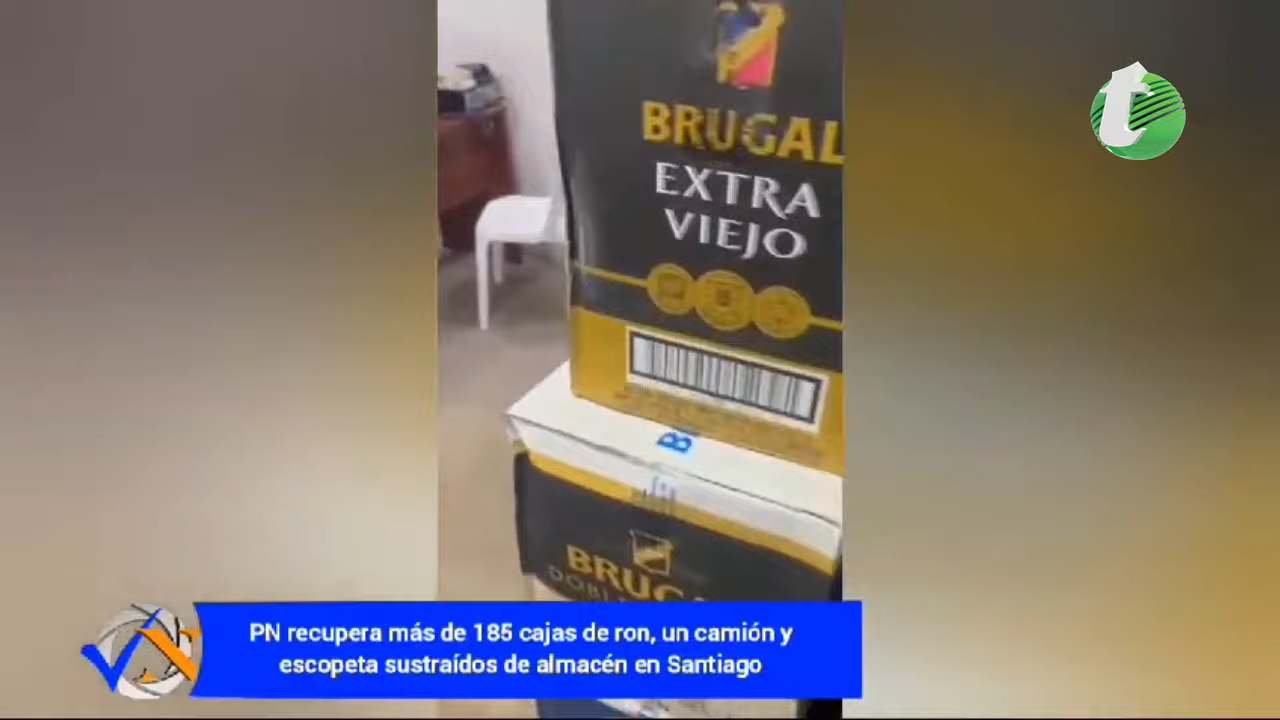 BRUGAL
EXTRA
VIEJO
BRUGAL
PN recupera más de 185 cajas de ron, un camión y
escopeta sustraídos de almacén en Santiago